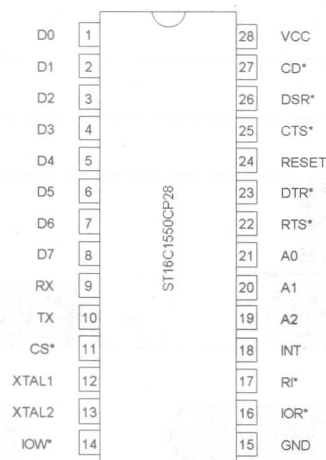 D0 1 28 VCC
D1 2 27 CD*
D2 3 26 DSR*
D3 4 25 CTS*
D4 5 24 RESET
D5 6 23 DTR*
D6 7 22 RTS*
D7 8 21 A0
RX 9 20 A1
TX 10 19 A2
CS* 11 18 INT
XTAL1 12 17 RI*
XTAL2 13 16 IOR*
IOW* 14 15 GND
ST16C1550CP28